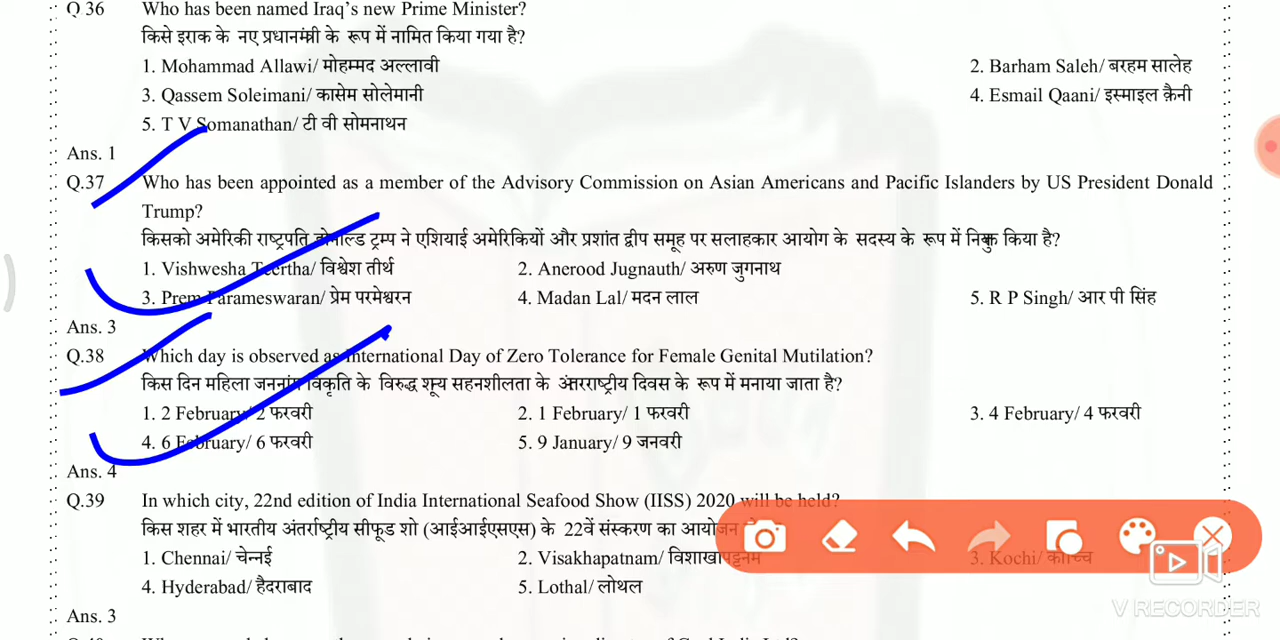 Q 36 Who has been named Iraq's new Prime Minister?
किसे इराक के नए प्रधानमंत्री के रूप में नामित किया गया है?
1. Mohammad Allawi/ मोहम्मद अल्लावी 2. Barham Saleh/ बरहम सालेह
3. Qassem Soleimani/ कासेम सोलेमानी 4. Esmail Qaani/ इस्माइल क़ैनी
5. T V Somanathan/ टी वी सोमनाथन
Ans. 1
Q.37 Who has been appointed as a member of the Advisory Commission on Asian Americans and Pacific Islanders by US President Donald
Trump?
किसको अमेरिकी राष्ट्रपति डोनाल्ड ट्रम्प ने एशियाई अमेरिकियों और प्रशांत द्वीप समूह पर सलाहकार आयोग के सदस्य के रूप में नियुक्त किया है?
1. Vishwesha Teertha/ विश्वेश तीर्थ 2. Anerood Jugnauth/ अरुण जुगनाथ
3. Prem Parameswaran/ प्रेम परमेश्वरन 4. Madan Lal/ मदन लाल 5. R P Singh/ आर पी सिंह
Ans. 3
Q.38 Which day is observed as International Day of Zero Tolerance for Female Genital Mutilation?
किस दिन महिला जननांग विकृति के विरुद्ध शून्य सहनशीलता के अंतरराष्ट्रीय दिवस के रूप में मनाया जाता है?
1. 2 February/ 2 फरवरी 2. 1 February/ 1 फरवरी 3. 4 February/ 4 फरवरी
4. 6 February/ 6 फरवरी 5. 9 January/ 9 जनवरी
Ans. 4
Q.39 In which city, 22nd edition of India International Seafood Show (IISS) 2020 will be held?
किस शहर में भारतीय अंतर्राष्ट्रीय सीफूड शो (आईआईएसएस) के 22वें संस्करण का आयोजन
1. Chennai/ चेन्नई 2. Visakhapatnam/ विशाखापट्टनम 3. Kochi/ कोच्चि
4. Hyderabad/ हैदराबाद 5. Lothal/ लोथल
Ans. 3
V RECORDER